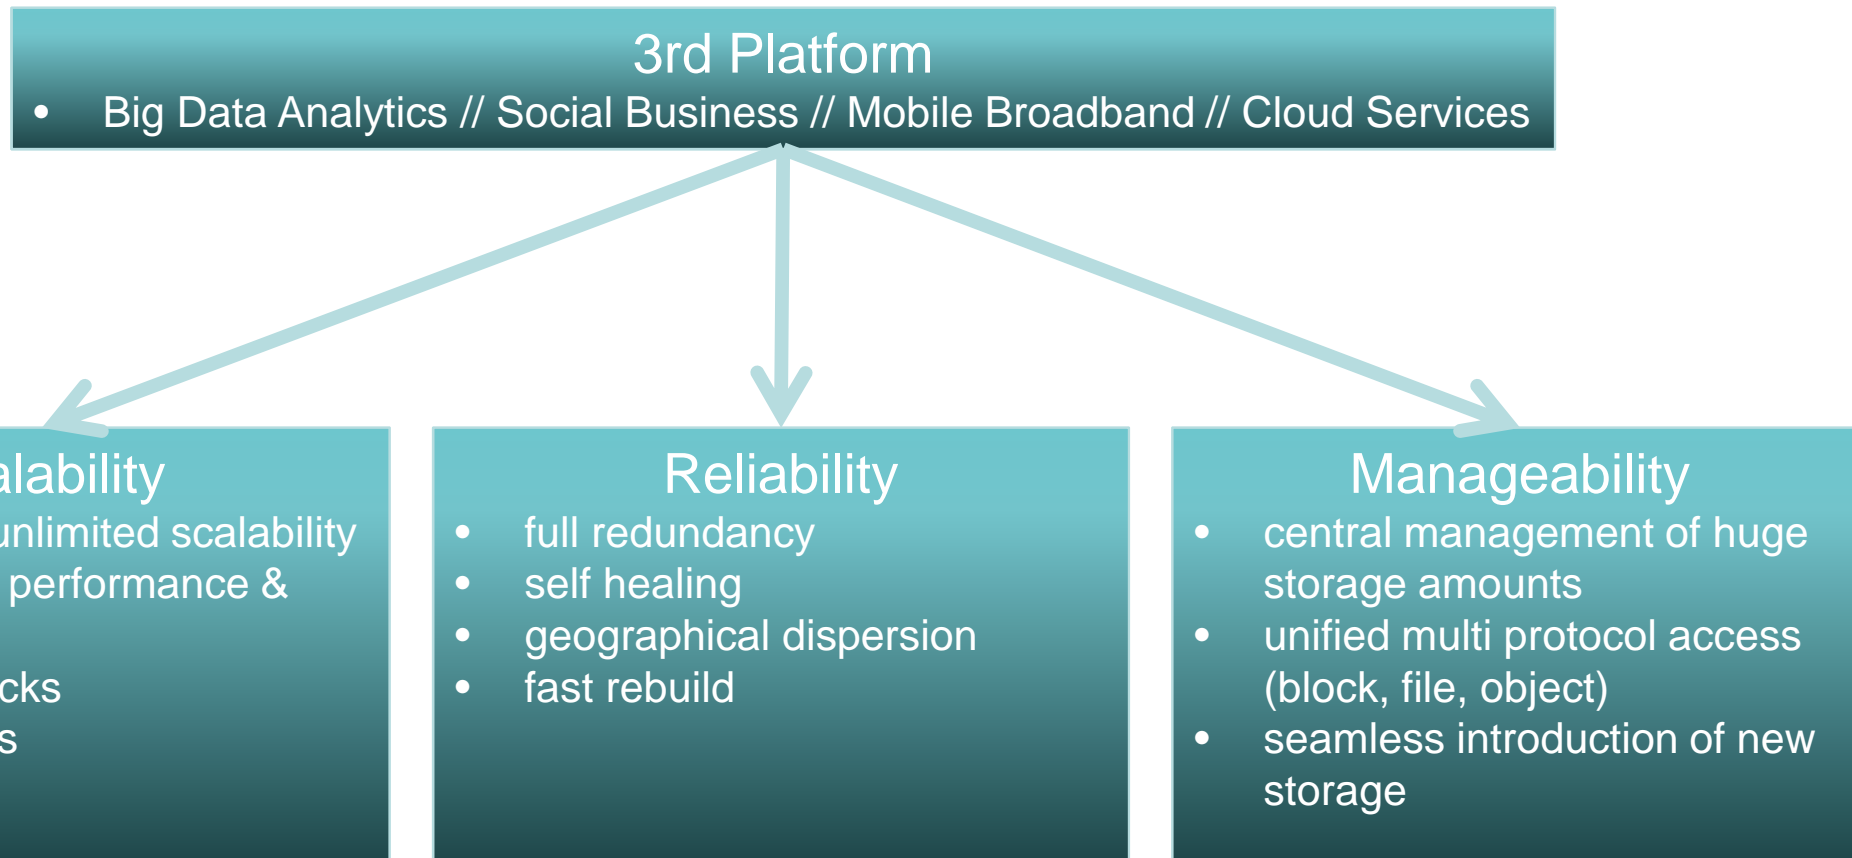 3rd Platform
• Big Data Analytics // Social Business // Mobile Broadband // Cloud Services
alability
unlimited scalability
performance &
cks
s
Reliability
• full redundancy
• self healing
• geographical dispersion
• fast rebuild
Manageability
• central management of huge
storage amounts
• unified multi protocol access
(block, file, object)
• seamless introduction of new
storage